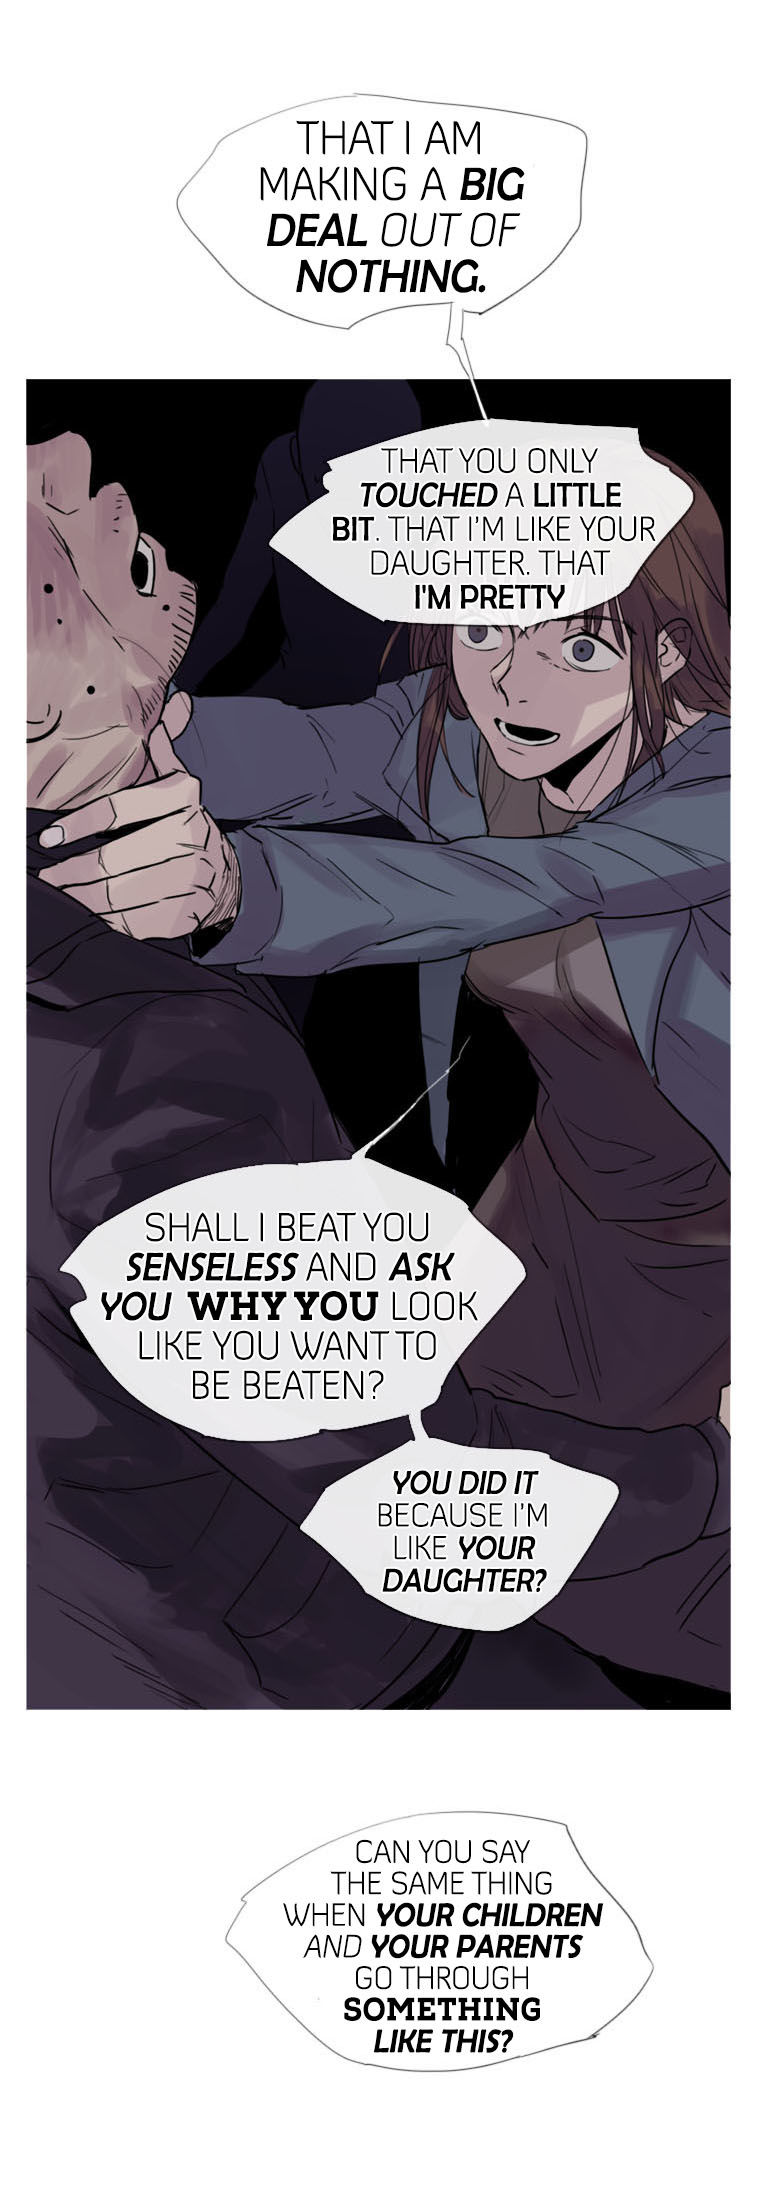 THAT I AM
MAKING A BIG
DEAL OUT OF
NOTHING.
THAT YOU ONLY
TOUCHED A LITTLE
BIT. THAT I'M LIKE YOUR
DAUGHTER. THAT
I'M PRETTY
SHALL I BEAT YOU
SENSELESS AND ASK
YOU WHY YOU LOOK
LIKE YOU WANT TO
BE BEATEN?
YOU DID IT
BECAUSE I'M
LIKE YOUR
DAUGHTER?
CAN YOU SAY
THE SAME THING
WHEN YOUR CHILDREN
AND YOUR PARENTS
GO THROUGH
SOMETHING
LIKE THIS?